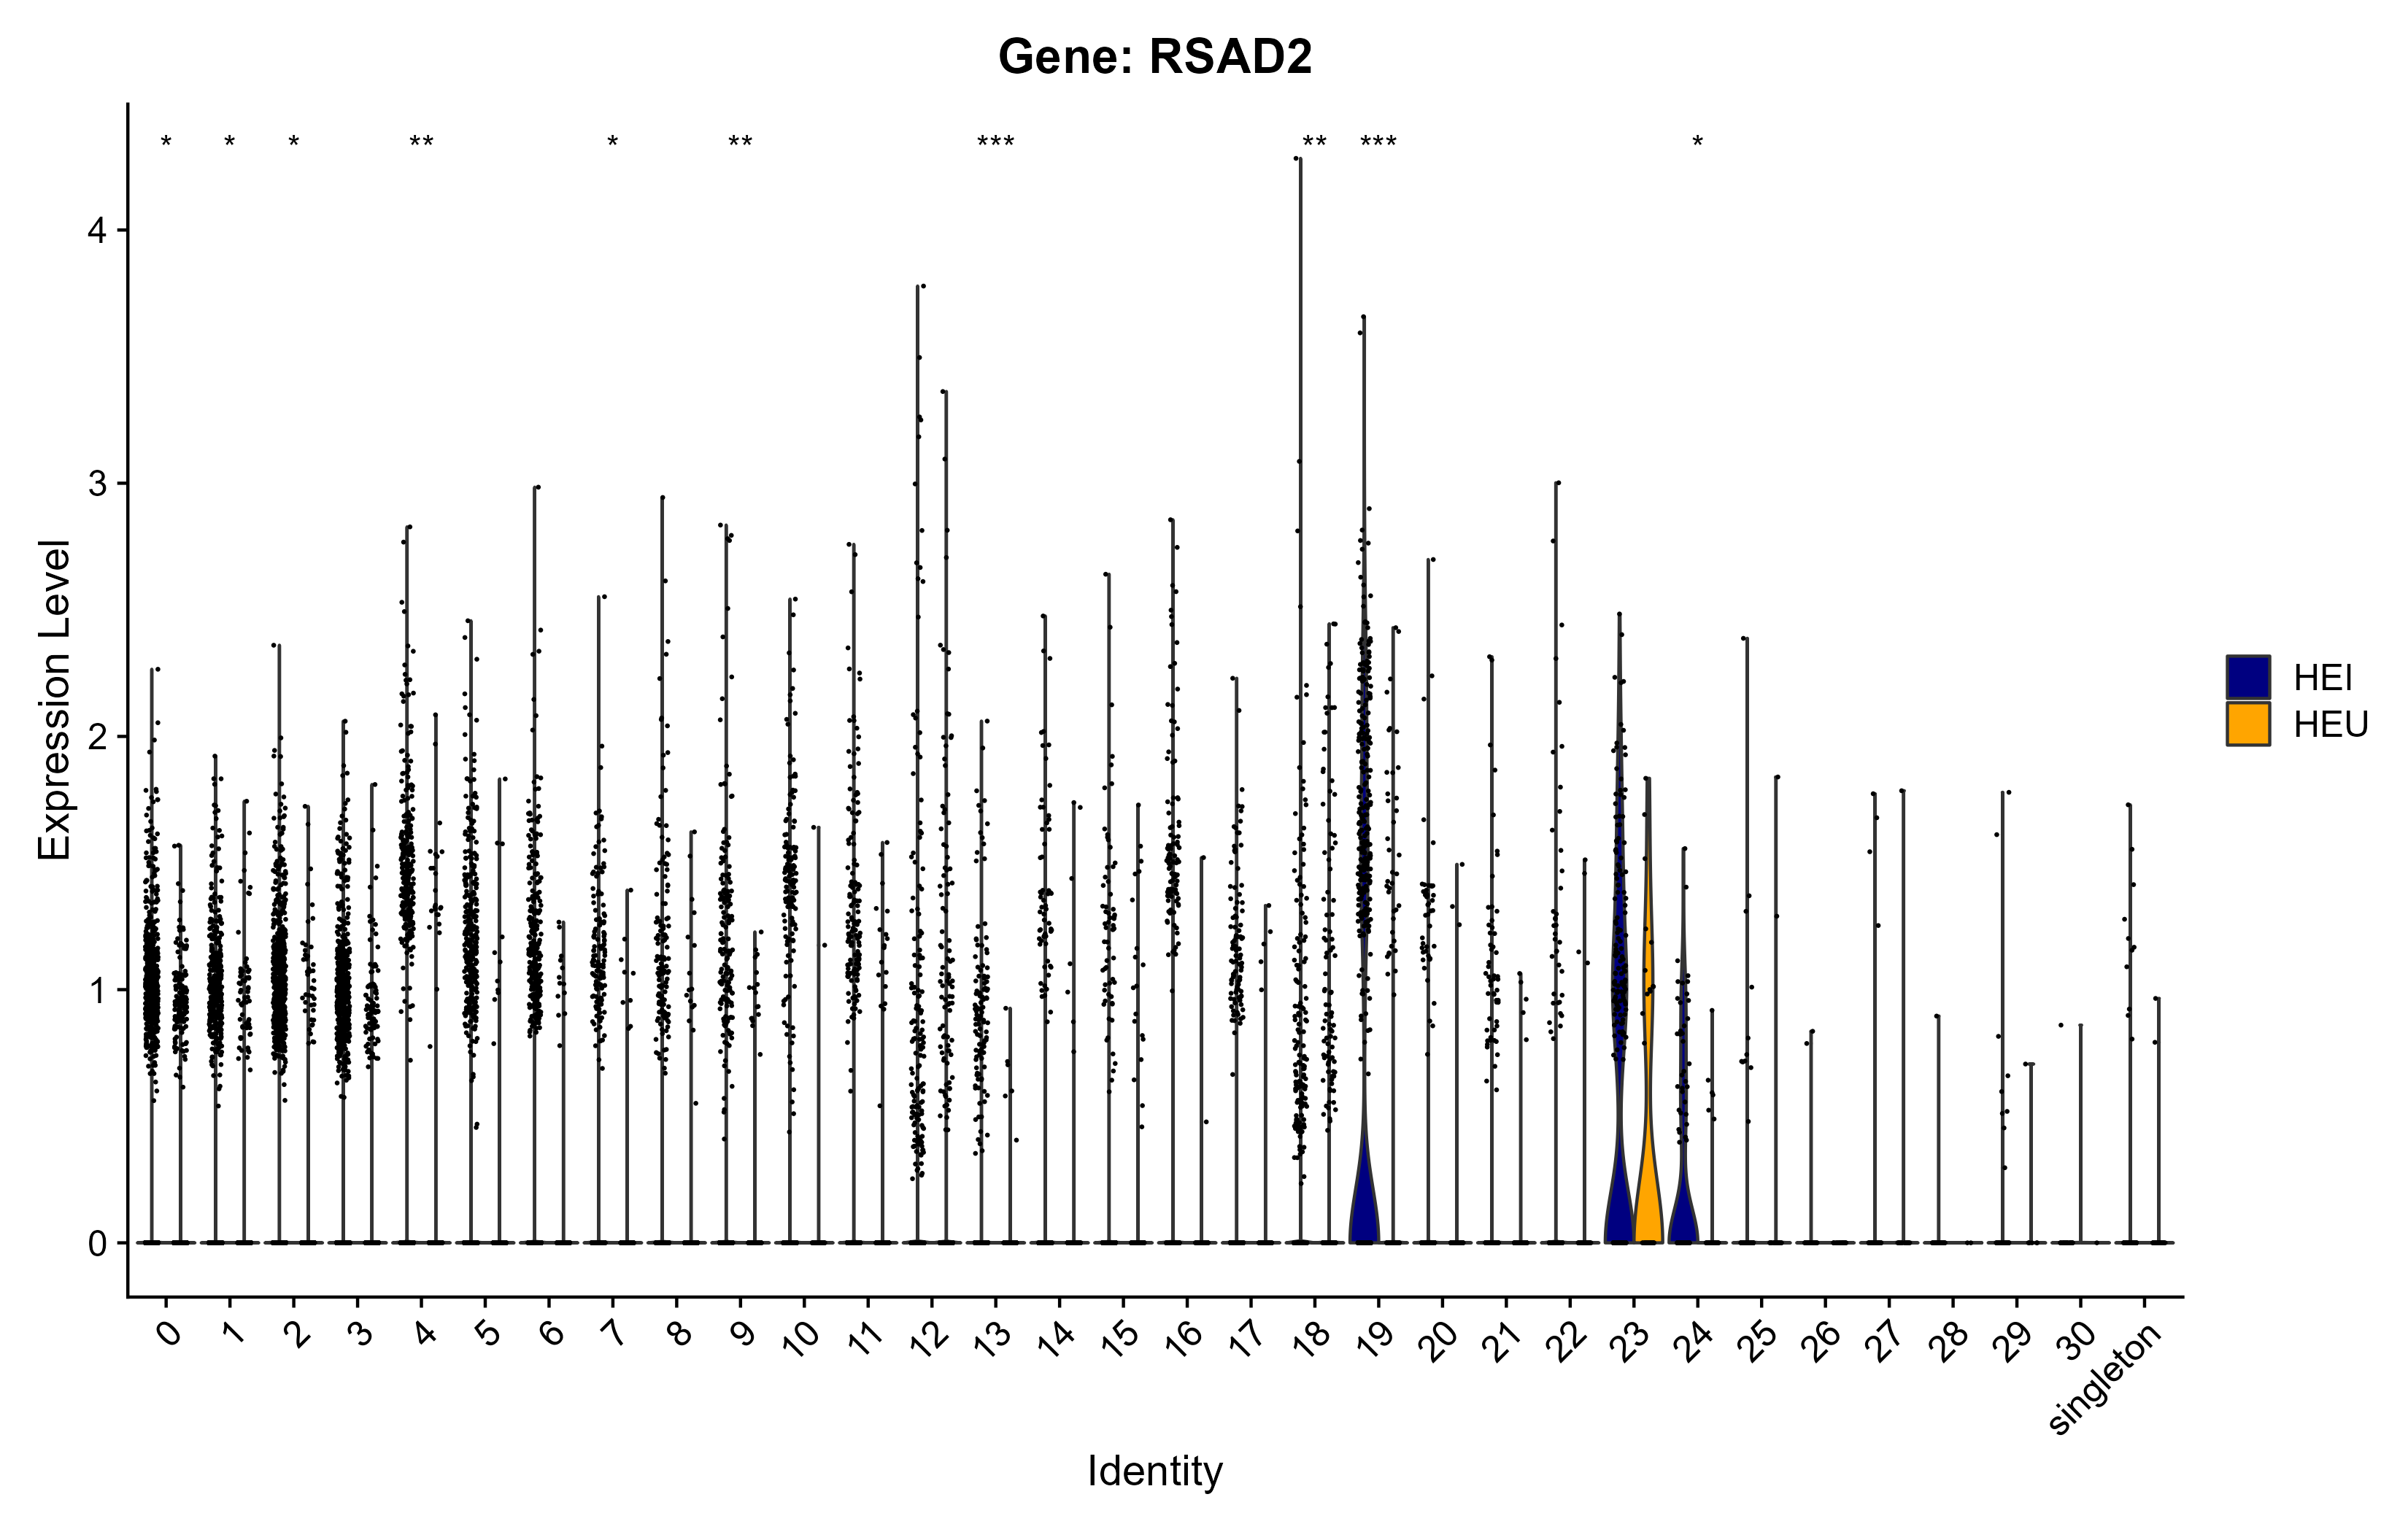 Gene: RSAD2
* * * ** * ** *** ** *** *
Expression Level
4
3
2
1
0
HEI
HEU
0 1 2 3 4 5 6 7 8 9 10 11 12 13 14 15 16 17 18 19 20 21 22 23 24 25 26 27 28 29 30 singleton
Identity